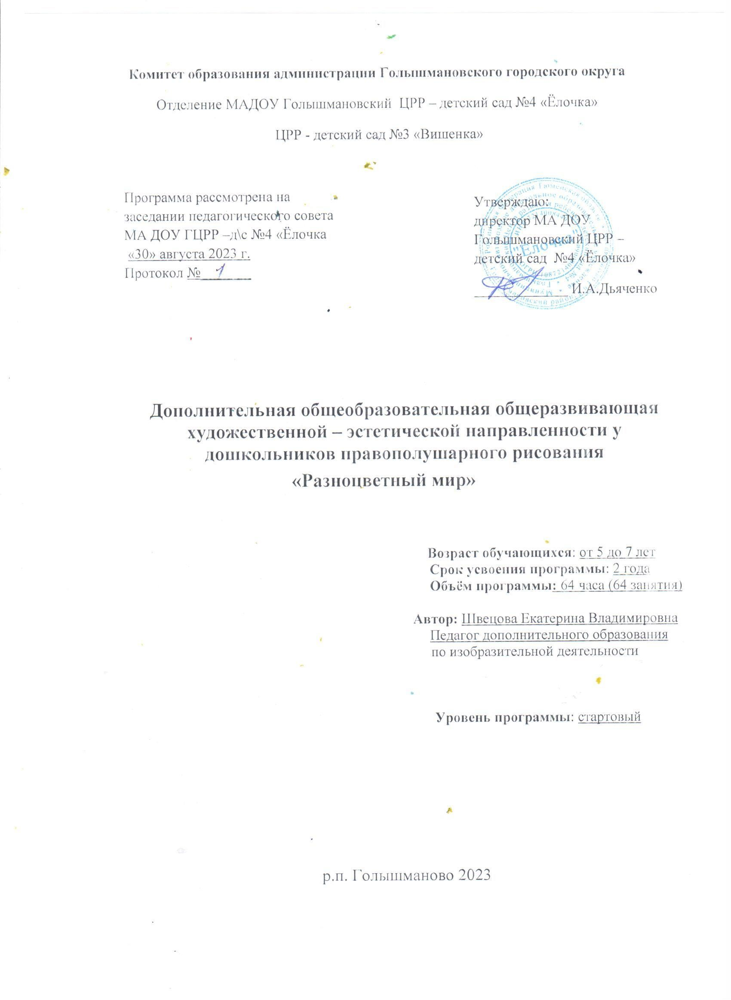 Комитет образования администрации Голышмановского городского округа
Отделение МАДОУ Голышмановский ЦРР – детский сад №4 «Ёлочка»
ЦРР - детский сад №3 «Вишенка»
Программа рассмотрена на
заседании педагогического совета
МА ДОУ ГЦРР –д\с №4 «Ёлочка
«30» августа 2023 г.
Протокол № 1
Утверждаю:
директор МА ДОУ
Голышмановский ЦРР –
детский сад №4 «Ёлочка»
И.А.Дьяченко
"Ёлочка"
Дополнительная общеобразовательная общеразвивающая
художественной – эстетической направленности у
дошкольников правополушарного рисования
«Разноцветный мир»
Возраст обучающихся: от 5 до 7 лет
Срок усвоения программы: 2 года
Объём программы: 64 часа (64 занятия)
Автор: Швецова Екатерина Владимировна
Педагог дополнительного образования
по изобразительной деятельности
Уровень программы: стартовый
р.п. Голышманово 2023